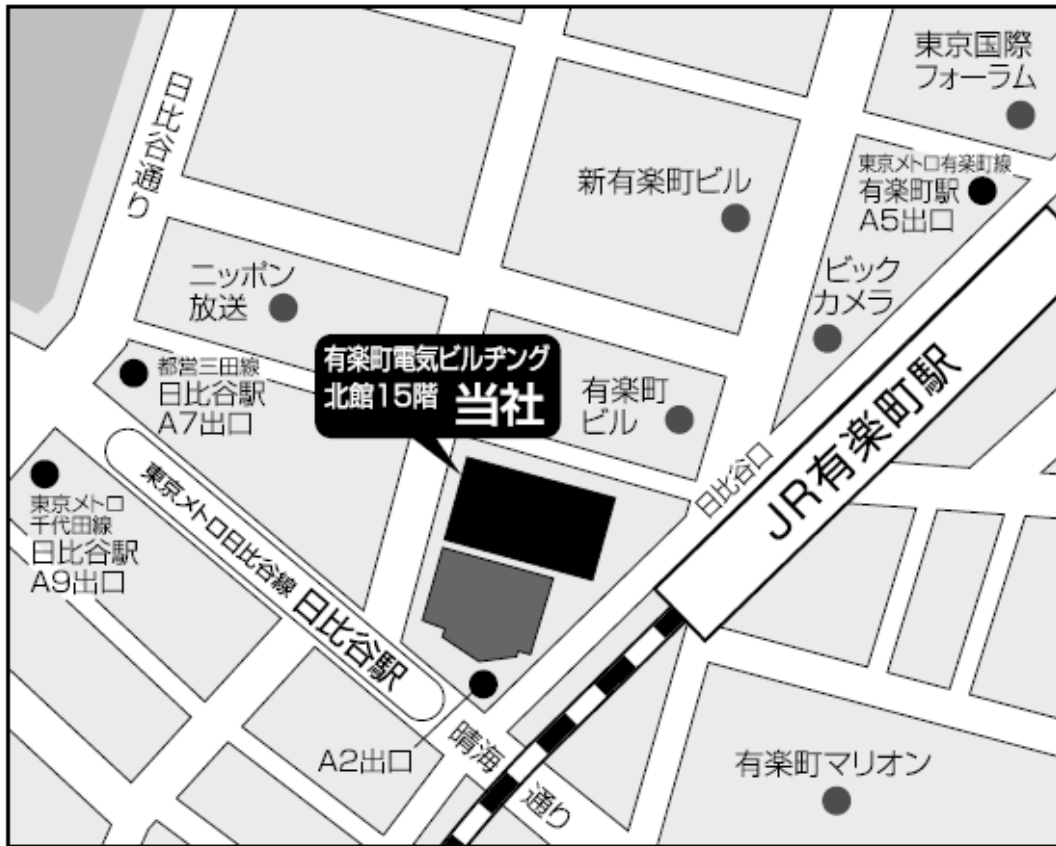 東京国際
フォーラム
日比谷通り
新有楽町ビル
東京メトロ有楽町線
有楽町駅
A5出口
ニッポン
放送
ビック
カメラ
都営三田線
日比谷駅
A7出口
有楽町電気ビルヂング
北館15階 当社
有楽町
ビル
JR有楽町駅
日比谷口
東京メトロ
千代田線
日比谷駅
A9出口
東京メトロ日比谷線 日比谷駅
A2出口
晴海通り
有楽町マリオン